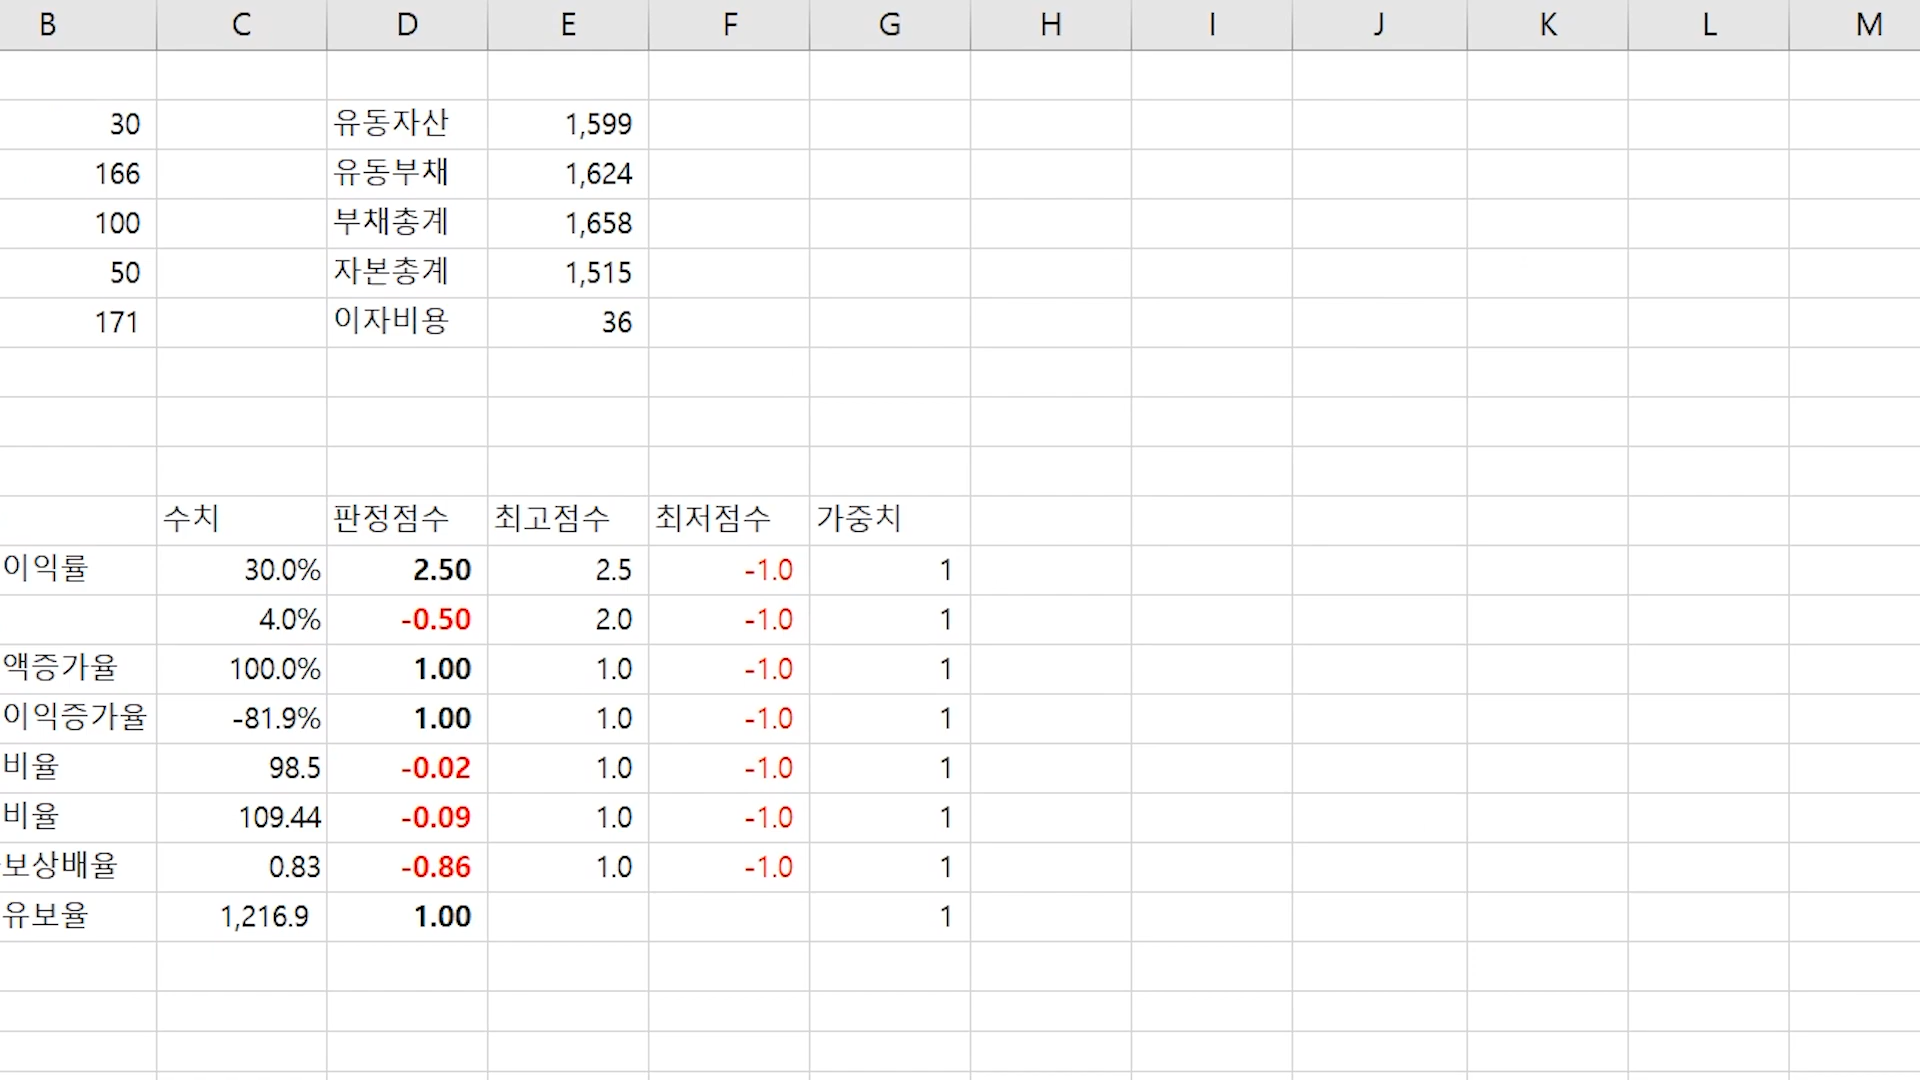 B C D E F G H I J K L M
30 유동자산 1,599
166 유동부채 1,624
100 부채총계 1,658
50 자본총계 1,515
171 이자비용 36
수치 판정점수 최고점수 최저점수 가중치
이익률 30.0% 2.50 2.5 -1.0 1
4.0% -0.50 2.0 -1.0 1
액증가율 100.0% 1.00 1.0 -1.0 1
이익증가율 -81.9% 1.00 1.0 -1.0 1
비율 98.5 -0.02 1.0 -1.0 1
비율 109.44 -0.09 1.0 -1.0 1
보상배율 0.83 -0.86 1.0 -1.0 1
유보율 1,216.9 1.00 1